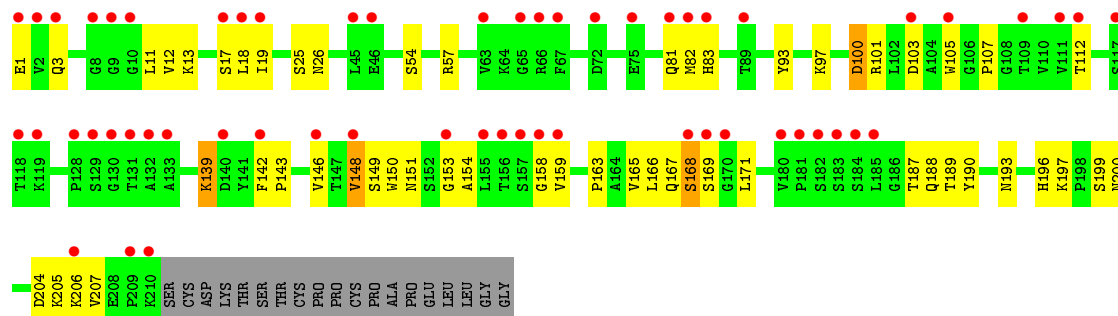 E1 V2 Q3 G8 G9 G10 L11 V12 K13 S17 L18 I19 S25 N26 L45 E46 S54 R57 V63 K64 G65 R66 F67 D72 E75 Q81 M82 H83 T89 Y93 K97 D100 R101 L102 D103 A104 W105 G106 P107 G108 T109 V110 V111 T112 S117
T118 K119 P128 S129 G130 T131 A132 A133 K139 D140 Y141 F142 P143 V146 T147 V148 S149 W150 N151 S152 G153 A154 L155 T156 S157 G158 V159 P163 A164 V165 L166 Q167 S168 S169 G170 L171 V180 P181 S182 S183 S184 L185 G186 T187 Q188 T189 Y190 N193 H196 K197 P198 S199 N200
D204 K205 K206 V207 E208 P209 K210 SER CYS ASP LYS THR SER THR CYS PRO PRO CYS PRO ALA PRO GLU LEU LEU GLY GLY